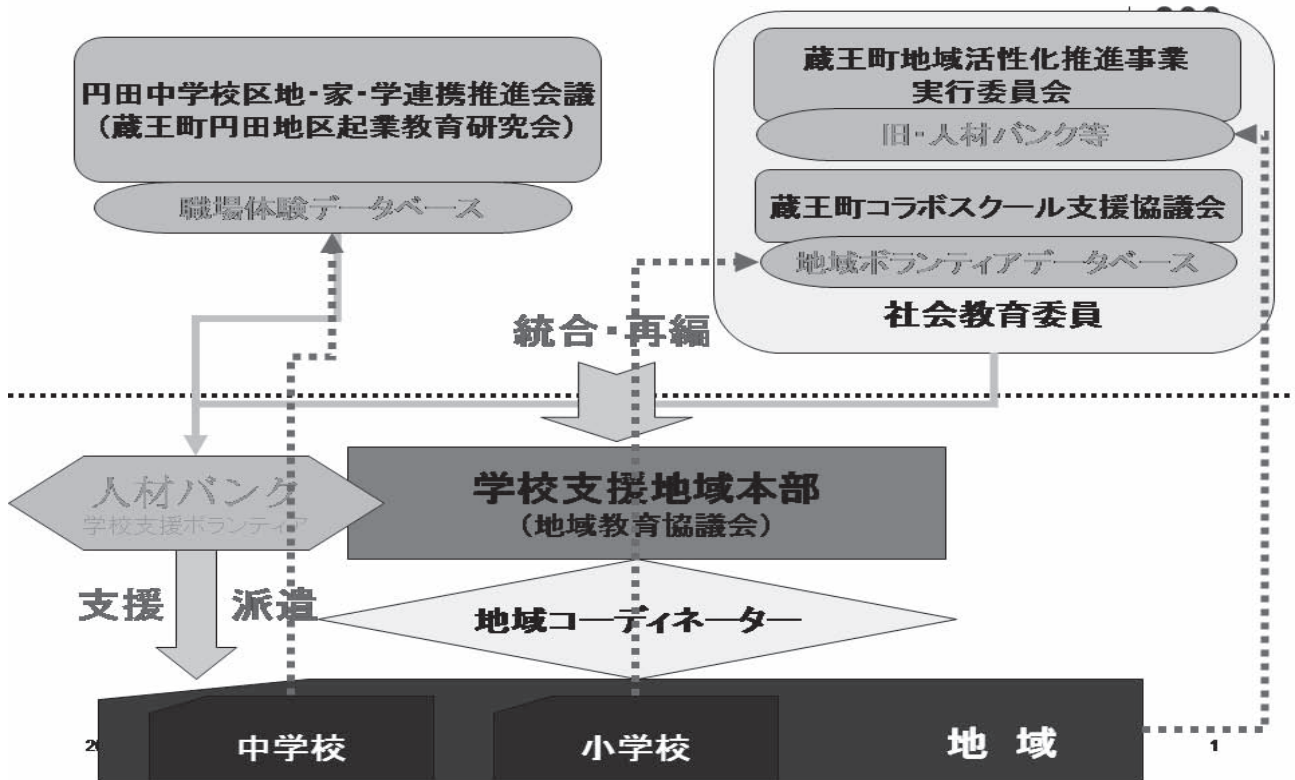 円田中学校区地・家・学連携推進会議
（蔵王町円田地区起業教育研究会）
職場体験データベース
蔵王町地域活性化推進事業
実行委員会
旧・人材バンク等
蔵王町コラボスクール支援協議会
地域ボランティアデータベース
社会教育委員
統合・再編
人材バンク
学校支援ボランティア
学校支援地域本部
（地域教育協議会）
支援
派遣
地域コーディネーター
中学校
小学校
地域
1